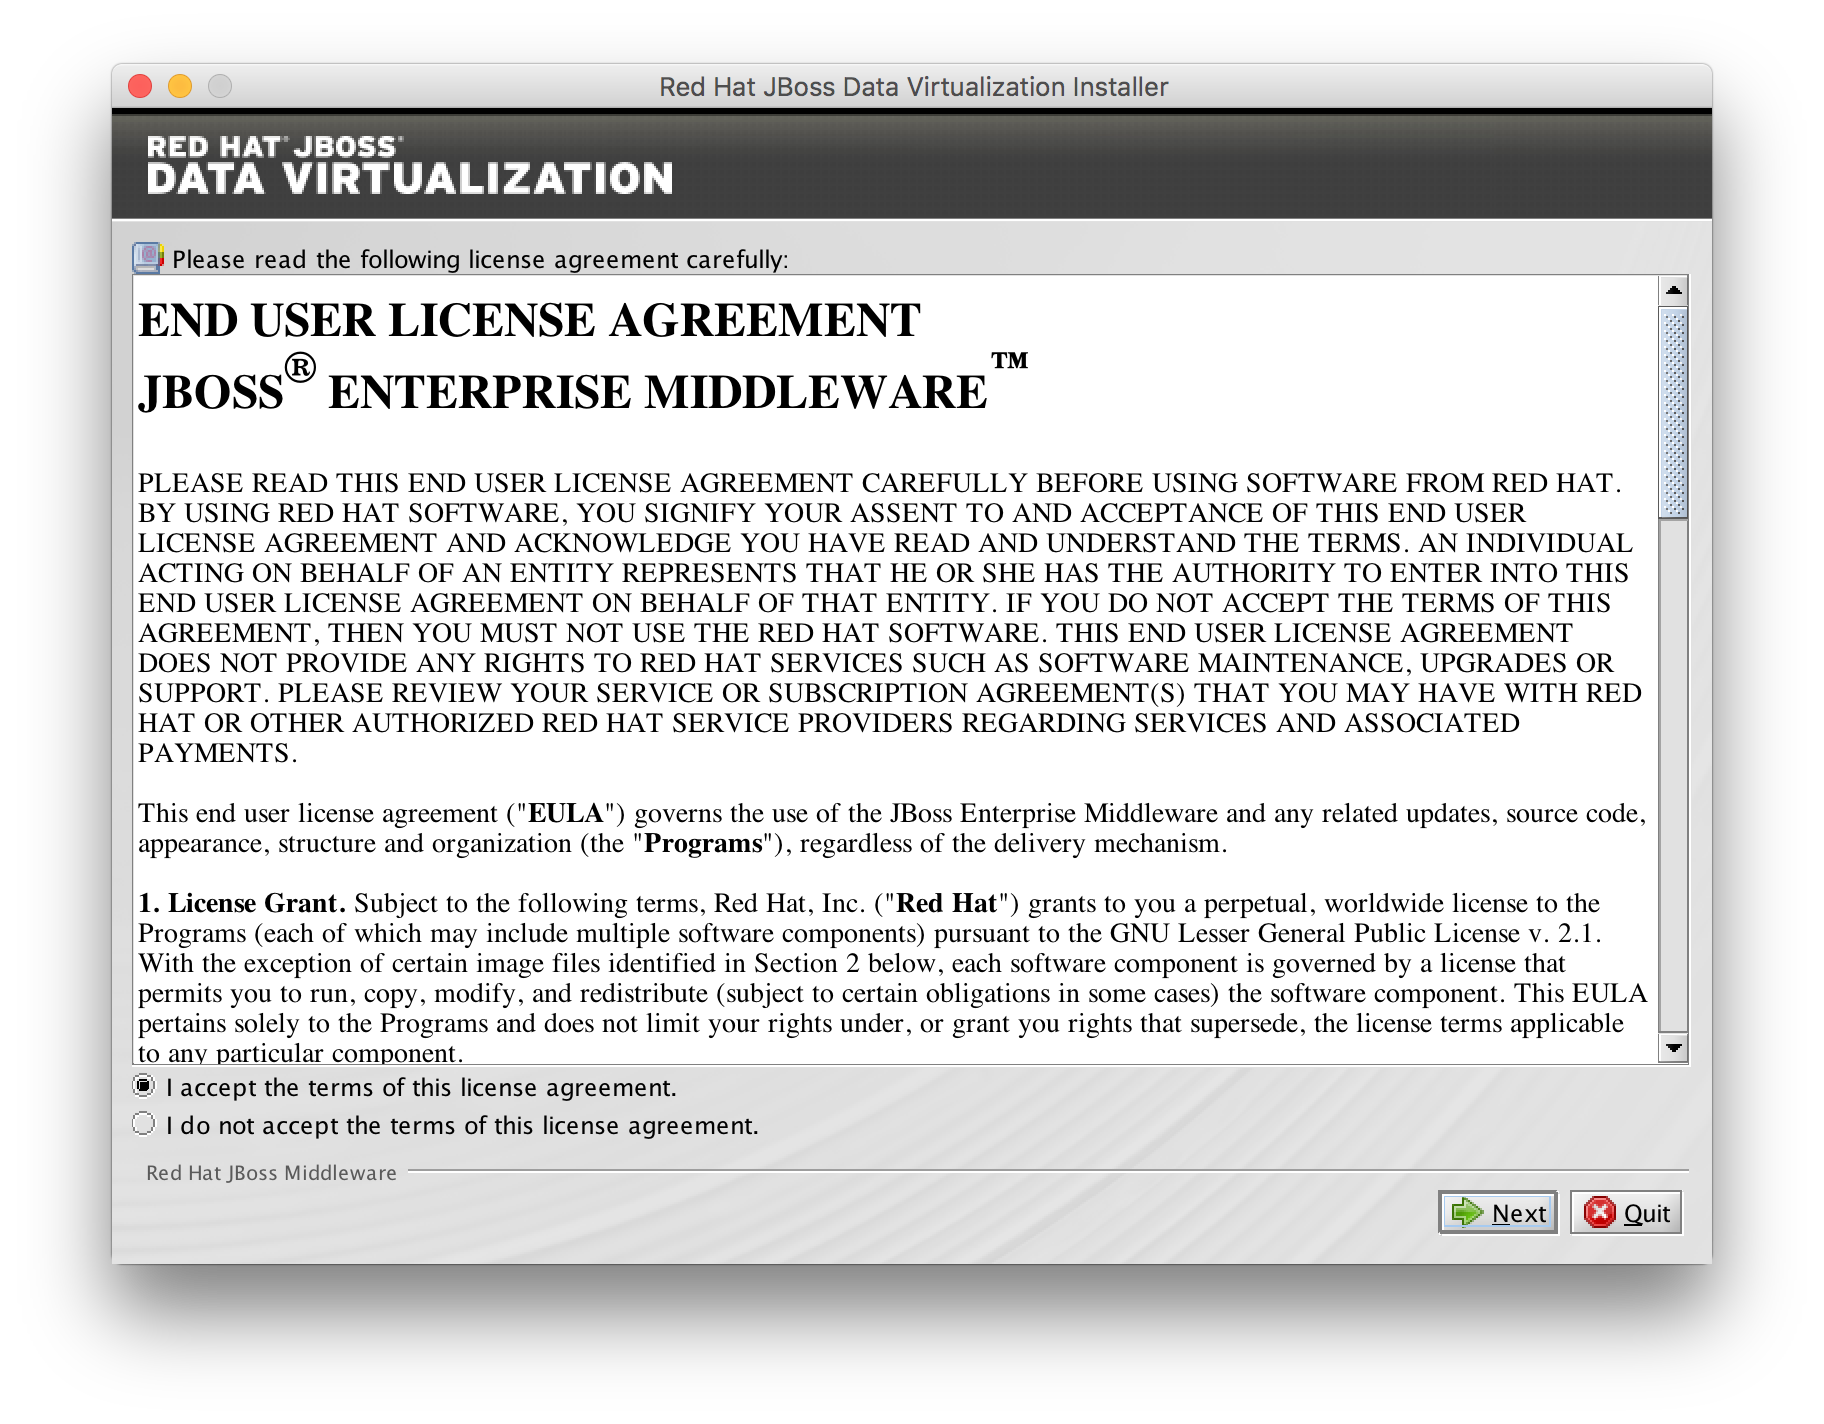 Red Hat JBoss Data Virtualization Installer
RED HAT® JBOSS®
DATA VIRTUALIZATION
Please read the following license agreement carefully:
END USER LICENSE AGREEMENT
JBOSS® ENTERPRISE MIDDLEWARE™
PLEASE READ THIS END USER LICENSE AGREEMENT CAREFULLY BEFORE USING SOFTWARE FROM RED HAT.
BY USING RED HAT SOFTWARE, YOU SIGNIFY YOUR ASSENT TO AND ACCEPTANCE OF THIS END USER
LICENSE AGREEMENT AND ACKNOWLEDGE YOU HAVE READ AND UNDERSTAND THE TERMS. AN INDIVIDUAL
ACTING ON BEHALF OF AN ENTITY REPRESENTS THAT HE OR SHE HAS THE AUTHORITY TO ENTER INTO THIS
END USER LICENSE AGREEMENT ON BEHALF OF THAT ENTITY. IF YOU DO NOT ACCEPT THE TERMS OF THIS
AGREEMENT, THEN YOU MUST NOT USE THE RED HAT SOFTWARE. THIS END USER LICENSE AGREEMENT
DOES NOT PROVIDE ANY RIGHTS TO RED HAT SERVICES SUCH AS SOFTWARE MAINTENANCE, UPGRADES OR
SUPPORT. PLEASE REVIEW YOUR SERVICE OR SUBSCRIPTION AGREEMENT(S) THAT YOU MAY HAVE WITH RED
HAT OR OTHER AUTHORIZED RED HAT SERVICE PROVIDERS REGARDING SERVICES AND ASSOCIATED
PAYMENTS.
This end user license agreement ("EULA") governs the use of the JBoss Enterprise Middleware and any related updates, source code,
appearance, structure and organization (the "Programs"), regardless of the delivery mechanism.
1. License Grant. Subject to the following terms, Red Hat, Inc. ("Red Hat") grants to you a perpetual, worldwide license to the
Programs (each of which may include multiple software components) pursuant to the GNU Lesser General Public License v. 2.1.
With the exception of certain image files identified in Section 2 below, each software component is governed by a license that
permits you to run, copy, modify, and redistribute (subject to certain obligations in some cases) the software component. This EULA
pertains solely to the Programs and does not limit your rights under, or grant you rights that supersede, the license terms applicable
to any particular component.
I accept the terms of this license agreement.
I do not accept the terms of this license agreement.
Red Hat JBoss Middleware
Next
Quit